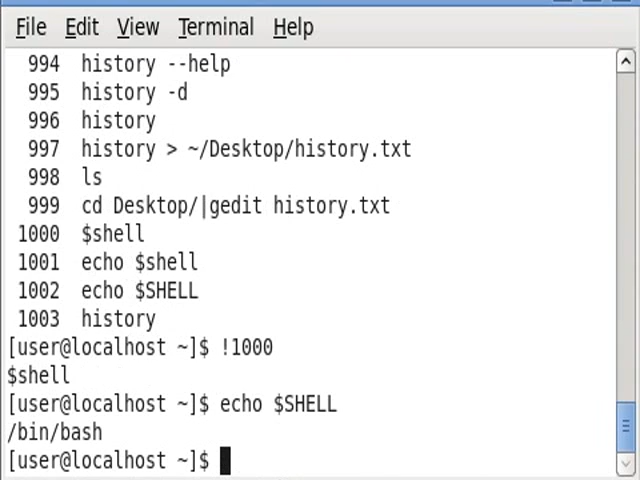 File Edit View Terminal Help
994 history --help
995 history -d
996 history
997 history > ~/Desktop/history.txt
998 ls
999 cd Desktop/|gedit history.txt
1000 $shell
1001 echo $shell
1002 echo $SHELL
1003 history
[user@localhost ~]$ !1000
$shell
[user@localhost ~]$ echo $SHELL
/bin/bash
[user@localhost ~]$